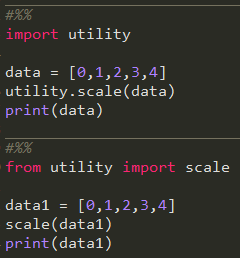 #%%
import utility
data = [0,1,2,3,4]
utility.scale(data)
print(data)
#%%
from utility import scale
data1 = [0,1,2,3,4]
scale(data1)
print(data1)